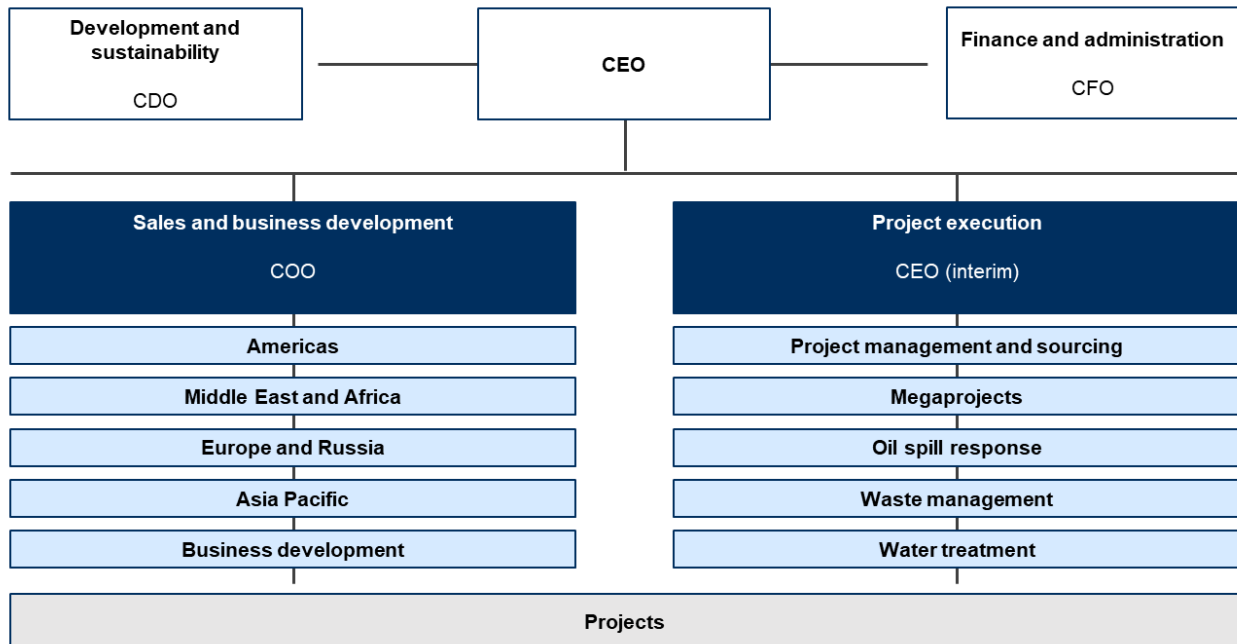 Development and
sustainability
CDO
CEO
Finance and administration
CFO
Sales and business development
COO
Project execution
CEO (interim)
Americas
Middle East and Africa
Europe and Russia
Asia Pacific
Business development
Project management and sourcing
Megaprojects
Oil spill response
Waste management
Water treatment
Projects